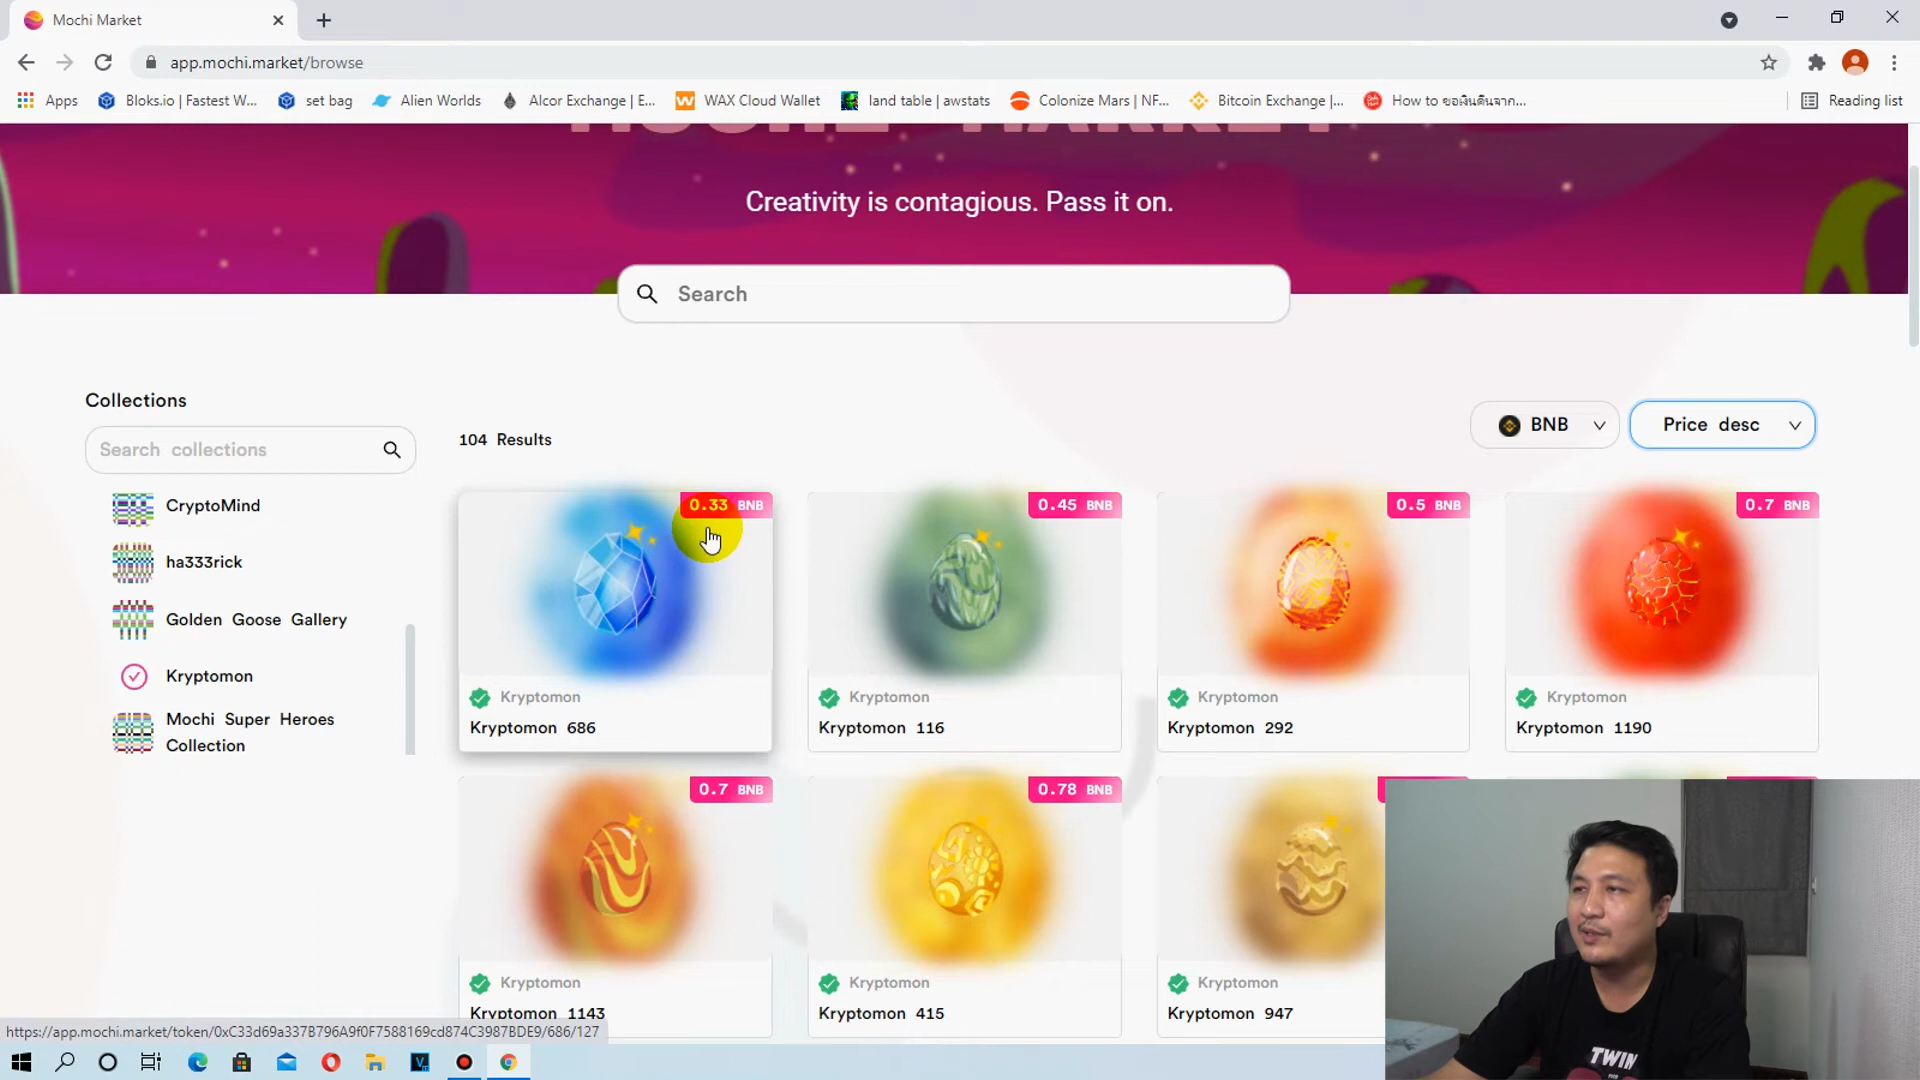 Mochi Market
app.mochi.market/browse
Apps Bloks.io | Fastest W... set bag Alien Worlds Alcor Exchange | E... WAX Cloud Wallet land table | awstats Colonize Mars | NF... Bitcoin Exchange |... How to ขอเงินคืนจาก... Reading list
MOCHI MARKET
Creativity is contagious. Pass it on.
Search
Collections
Search collections
104 Results
BNB
Price desc
CryptoMind
ha333rick
Golden Goose Gallery
Kryptomon
Mochi Super Heroes
Collection
0.33 BNB
Kryptomon
Kryptomon 686
0.45 BNB
Kryptomon
Kryptomon 116
0.5 BNB
Kryptomon
Kryptomon 292
0.7 BNB
Kryptomon
Kryptomon 1190
0.7 BNB
Kryptomon
Kryptomon 1143
0.78 BNB
Kryptomon
Kryptomon 415
Kryptomon
Kryptomon 947
https://app.mochi.market/token/0xC33d69a337B796A9f0F7588169cd874C3987BDE9/686/127
TWIN